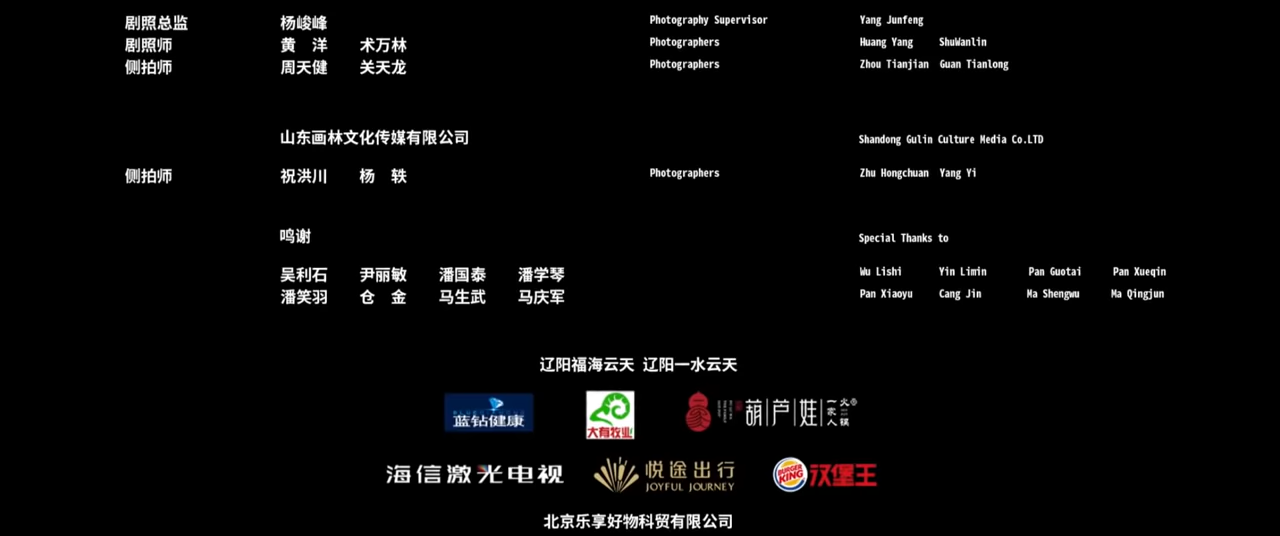 剧照总监 杨峻峰 Photography Supervisor Yang Junfeng
剧照师 黄 洋 术万林 Photographers Huang Yang ShuWanlin
侧拍师 周天健 关天龙 Photographers Zhou Tianjian Guan Tianlong
山东画林文化传媒有限公司 Shandong Gulin Culture Media Co.LTD
侧拍师 祝洪川 杨 轶 Photographers Zhu Hongchuan Yang Yi
鸣谢 Special Thanks to
吴利石 尹丽敏 潘国泰 潘学琴 Wu Lishi Yin Limin Pan Guotai Pan Xueqin
潘笑羽 仓 金 马生武 马庆军 Pan Xiaoyu Cang Jin Ma Shengwu Ma Qingjun
辽阳福海云天 辽阳一水云天
蓝钻健康 大有牧业 葫芦娃 一家人 火锅
海信激光电视 悦途出行 JOYFUL JOURNEY BURGER KING 汉堡王
北京乐享好物科贸有限公司